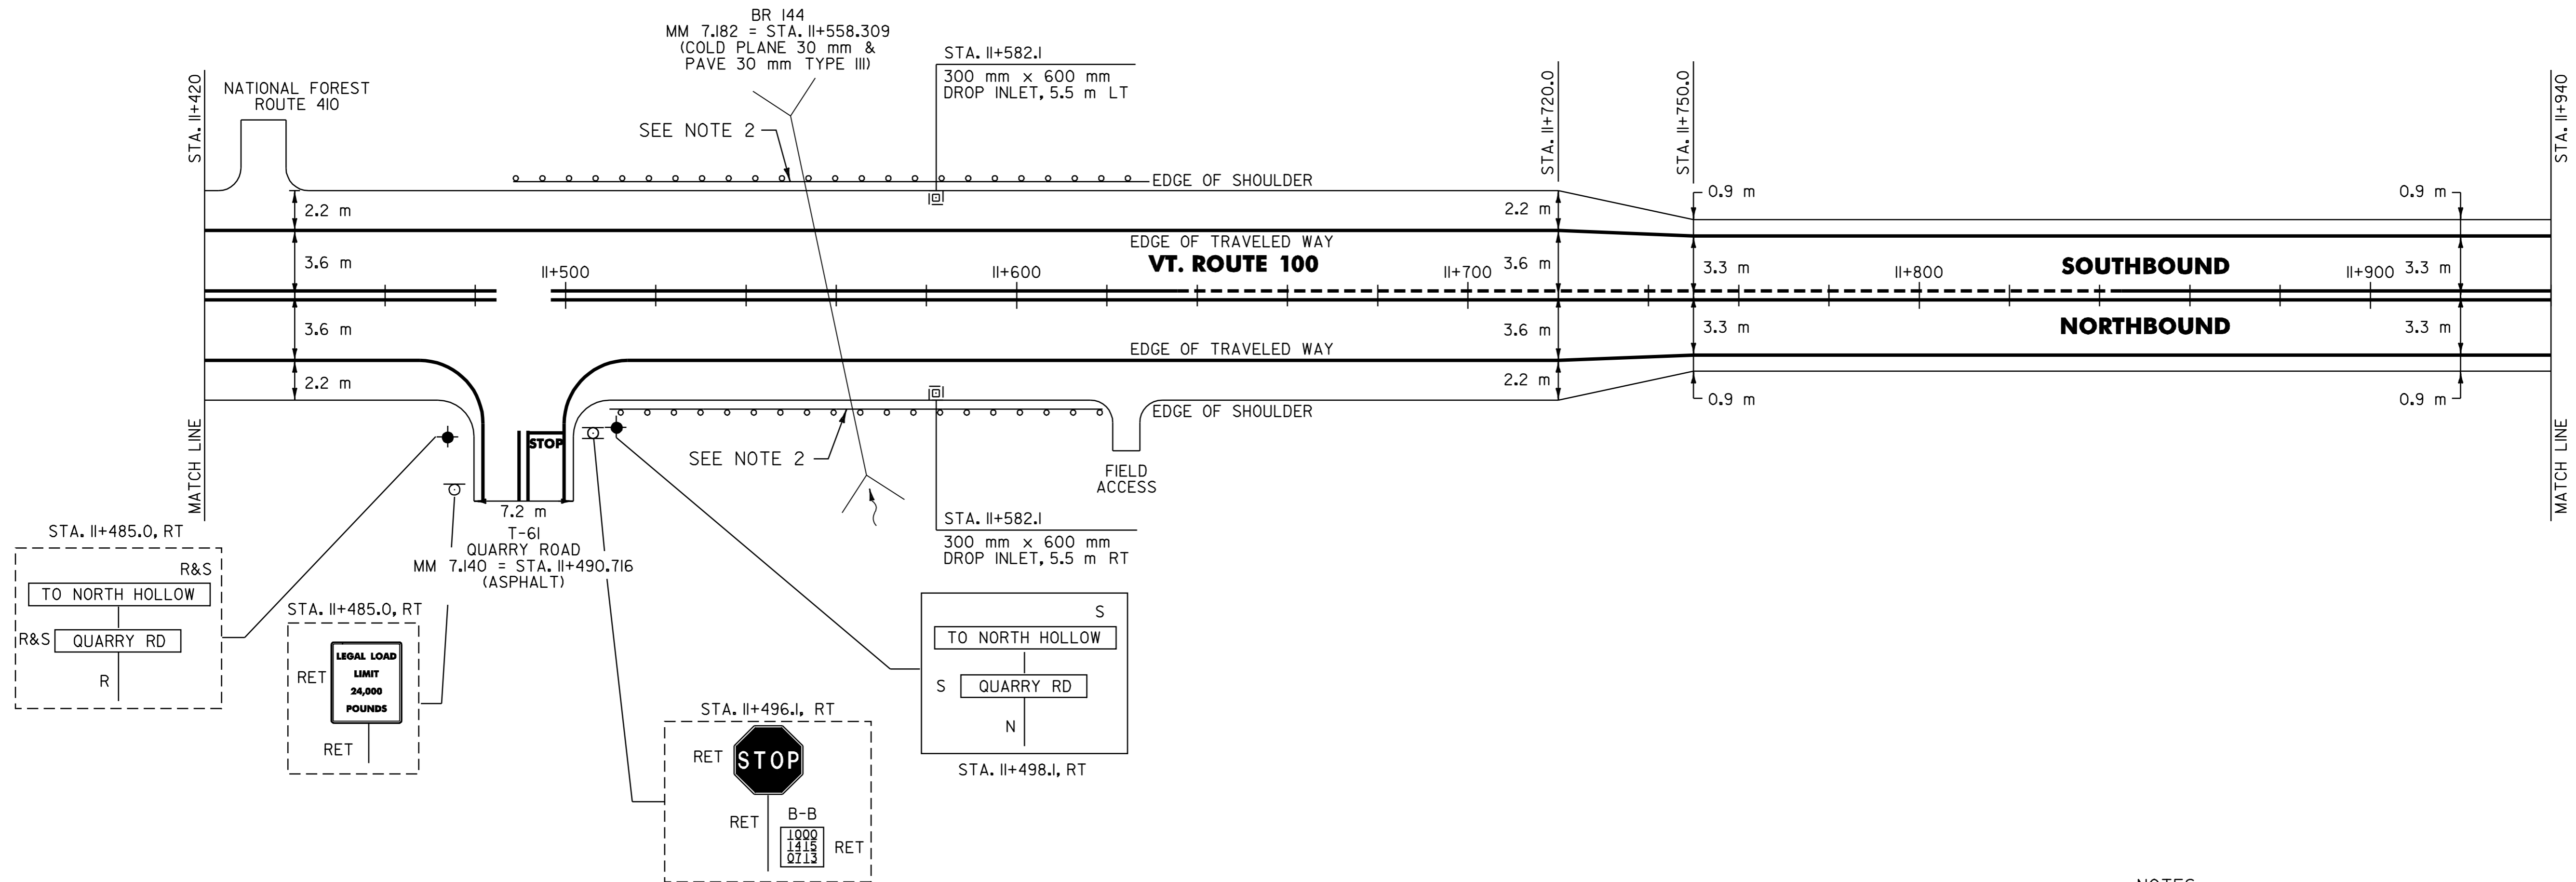 BR 144
MM 7.182 = STA. 11+558.309
(COLD PLANE 30 mm &
PAVE 30 mm TYPE III)
STA. 11+582.1
300 mm x 600 mm
DROP INLET, 5.5 m LT
STA. 11+420
NATIONAL FOREST
ROUTE 410
SEE NOTE 2
STA. 11+720.0
STA. 11+750.0
STA. 11+940
EDGE OF SHOULDER
0.9 m
0.9 m
2.2 m
2.2 m
EDGE OF TRAVELED WAY
VT. ROUTE 100
3.6 m
11+500
11+600
11+700
3.6 m
3.3 m
11+800
SOUTHBOUND
11+900
3.3 m
3.6 m
3.6 m
3.3 m
NORTHBOUND
3.3 m
EDGE OF TRAVELED WAY
2.2 m
2.2 m
0.9 m
0.9 m
EDGE OF SHOULDER
MATCH LINE
STOP
SEE NOTE 2
FIELD
ACCESS
MATCH LINE
7.2 m
T-61
QUARRY ROAD
MM 7.140 = STA. 11+490.716
(ASPHALT)
STA. 11+582.1
300 mm x 600 mm
DROP INLET, 5.5 m RT
STA. 11+485.0, RT
R&S
TO NORTH HOLLOW
R&S
QUARRY RD
R
STA. 11+485.0, RT
LEGAL LOAD
LIMIT
24,000
POUNDS
RET
RET
STA. 11+496.1, RT
RET
STOP
RET
B-B
1000
1415
0713
RET
S
TO NORTH HOLLOW
S
QUARRY RD
N
STA. 11+498.1, RT